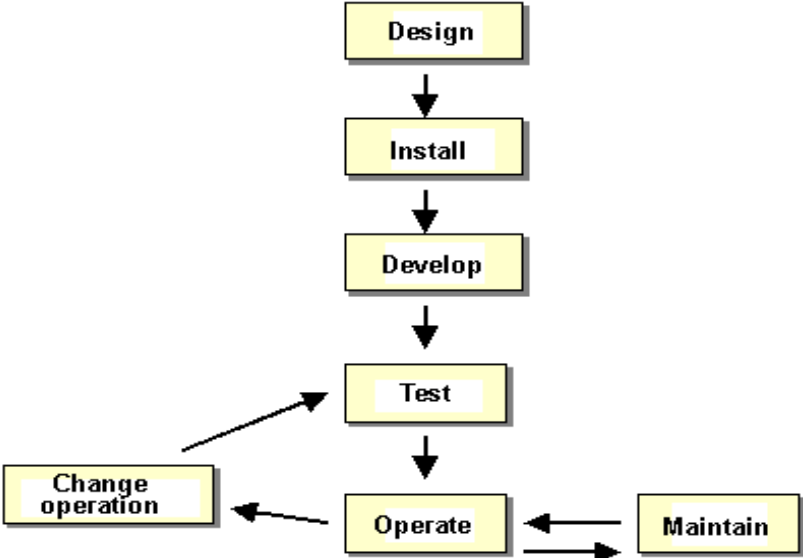 Design
Install
Develop
Test
Change
operation
Operate
Maintain